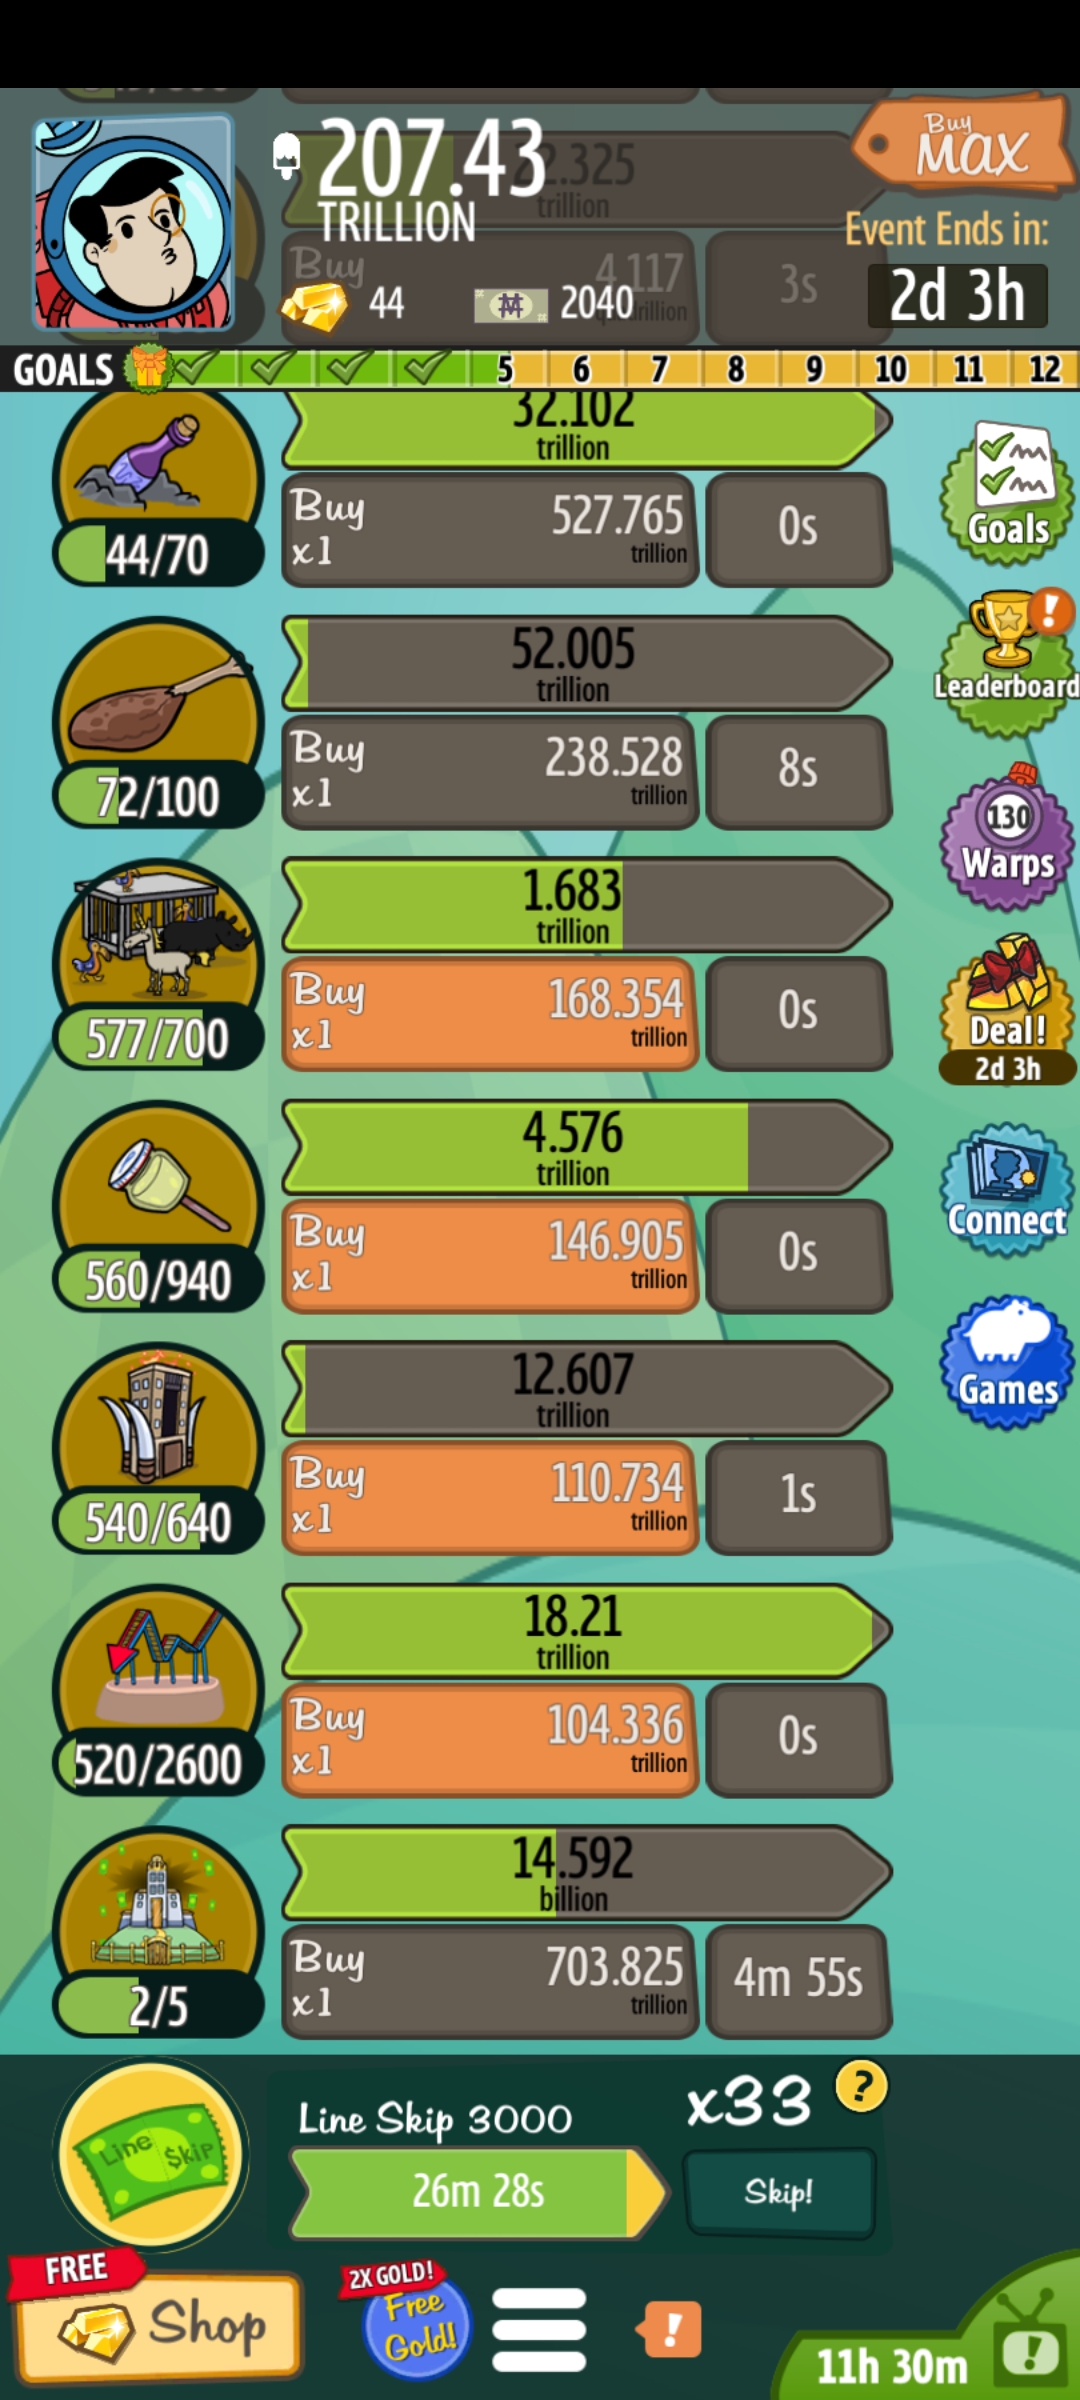 207.43
TRILLION
44
2040
Buy
MAX
Event Ends in:
2d 3h
2.325
trillion
Buy
4.117
3s
GOALS
5 6 7 8 9 10 11 12
32.102
trillion
44/70
Buy
x1
527.765
trillion
0s
Goals
52.005
trillion
72/100
Buy
x1
238.528
trillion
8s
Leaderboard
130
Warps
1.683
trillion
577/700
Buy
x1
168.354
trillion
0s
Deal!
2d 3h
4.576
trillion
560/940
Buy
x1
146.905
trillion
0s
Connect
12.607
trillion
540/640
Buy
x1
110.734
trillion
1s
Games
18.21
trillion
520/2600
Buy
x1
104.336
trillion
0s
14.592
billion
2/5
Buy
x1
703.825
trillion
4m 55s
Line $kip
Line Skip 3000
x33
?
26m 28s
Skip!
FREE
Shop
2X GOLD!
Free
Gold!
!
11h 30m
!